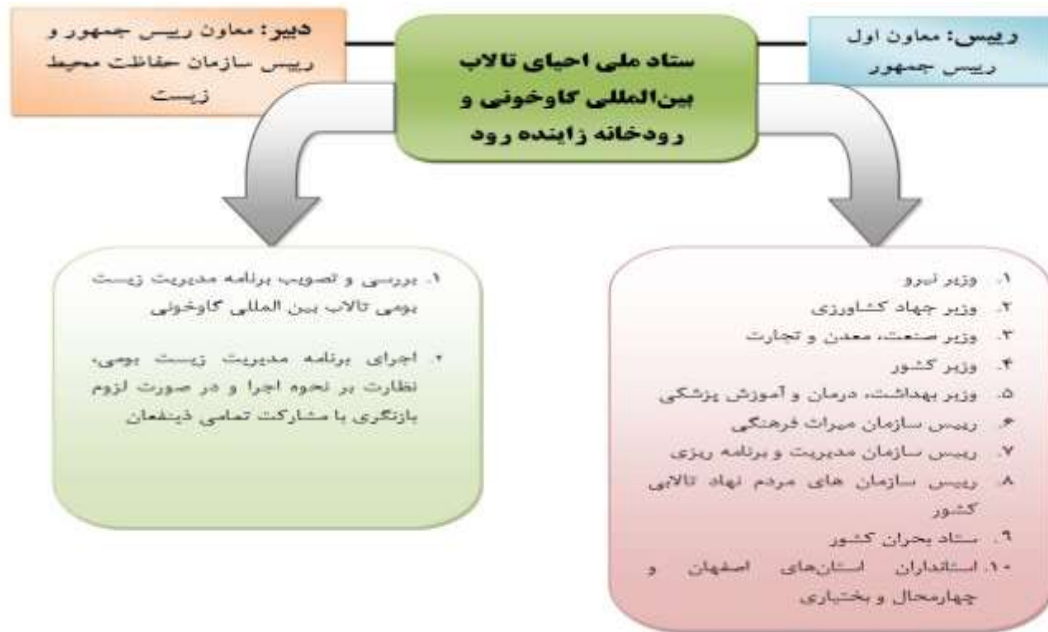 رییس: معاون اول
رییس جمهور
ستاد ملی احیای تالاب
بین‌المللی گاوخونی و
رودخانه زاینده رود
دبیر: معاون رییس جمهور و
رییس سازمان حفاظت محیط
زیست
۱. وزیر نیرو
۲. وزیر جهاد کشاورزی
۳. وزیر صنعت، معدن و تجارت
۴. وزیر کشور
۵. وزیر بهداشت، درمان و آموزش پزشکی
۶. رییس سازمان میراث فرهنگی
۷. رییس سازمان مدیریت و برنامه ریزی
۸. رییس سازمان های مردم نهاد تالابی
کشور
۹. ستاد بحران کشور
۱۰. استانداران استان‌های اصفهان و
چهارمحال و بختیاری
۱. بررسی و تصویب برنامه مدیریت زیست
بومی تالاب بین المللی گاوخونی
۲. اجرای برنامه مدیریت زیست بومی،
نظارت بر نحوه اجرا و در صورت لزوم
بازنگری با مشارکت تمامی ذینفعان